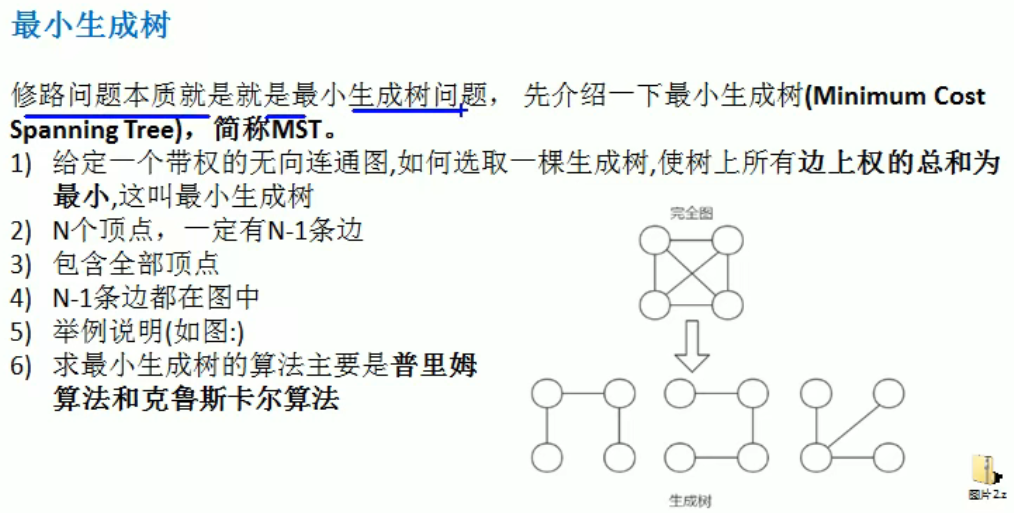 最小生成树
修路问题本质就是就是最小生成树问题， 先介绍一下最小生成树(Minimum Cost
Spanning Tree)，简称MST。
1) 给定一个带权的无向连通图,如何选取一棵生成树,使树上所有边上权的总和为
最小,这叫最小生成树
2) N个顶点，一定有N-1条边
3) 包含全部顶点
4) N-1条边都在图中
5) 举例说明(如图:)
6) 求最小生成树的算法主要是普里姆
算法和克鲁斯卡尔算法
完全图
生成树
图片2.z